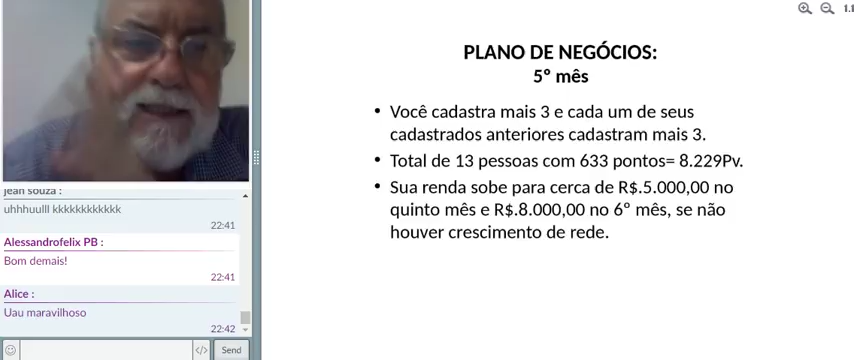 1.1
PLANO DE NEGÓCIOS:
5º mês
• Você cadastra mais 3 e cada um de seus
cadastrados anteriores cadastram mais 3.
• Total de 13 pessoas com 633 pontos= 8.229Pv.
• Sua renda sobe para cerca de R$.5.000,00 no
quinto mês e R$.8.000,00 no 6º mês, se não
houver crescimento de rede.
jean souza :
uhhhuulll kkkkkkkkkkkk
22:41
Alessandrofelix PB :
Bom demais!
22:41
Alice :
Uau maravilhoso
22:42
</> Send